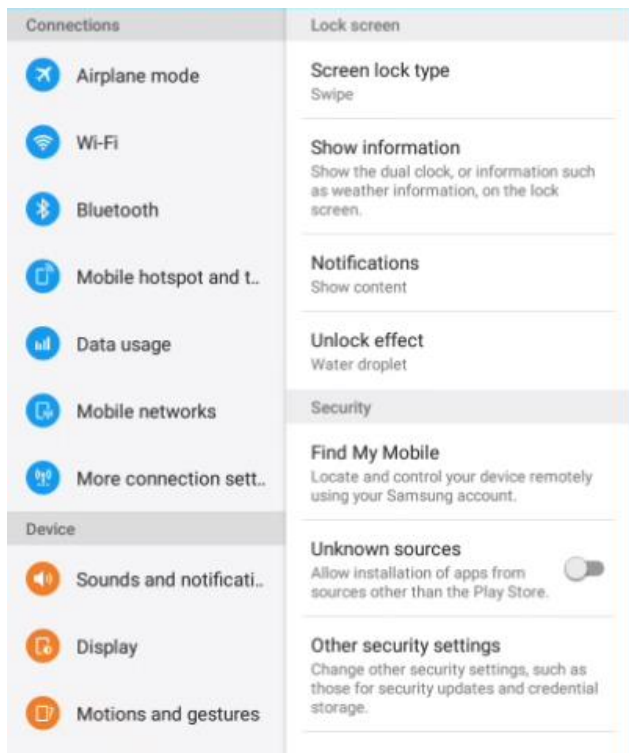 Connections
Airplane mode
Wi-Fi
Bluetooth
Mobile hotspot and t..
Data usage
Mobile networks
More connection sett..
Device
Sounds and notificati..
Display
Motions and gestures
Lock screen
Screen lock type
Swipe
Show information
Show the dual clock, or information such
as weather information, on the lock
screen.
Notifications
Show content
Unlock effect
Water droplet
Security
Find My Mobile
Locate and control your device remotely
using your Samsung account.
Unknown sources
Allow installation of apps from
sources other than the Play Store.
Other security settings
Change other security settings, such as
those for security updates and credential
storage.